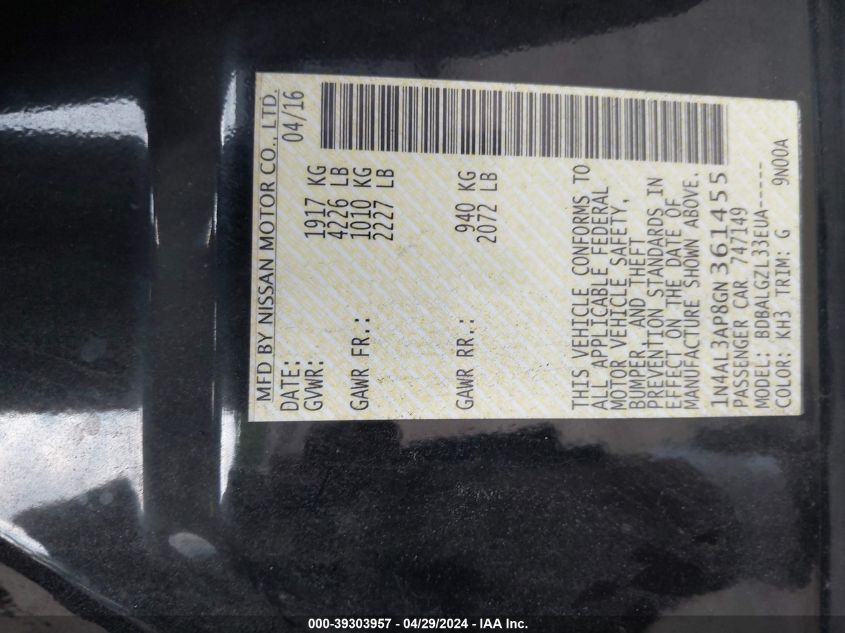 MFD BY NISSAN MOTOR CO., LTD.
DATE: 04/16
GVWR: 1917 KG
4226 LB
GAWR FR.: 1010 KG
2227 LB
GAWR RR.: 940 KG
2072 LB
THIS VEHICLE CONFORMS TO
ALL APPLICABLE FEDERAL
MOTOR VEHICLE SAFETY,
BUMPER AND THEFT
PREVENTION STANDARDS IN
EFFECT ON THE DATE OF
MANUFACTURE SHOWN ABOVE.
1N4AL3AP8GN361455
PASSENGER CAR 747149
MODEL: BDBALGZL33EUA-----
COLOR: KH3 TRIM: G 9N00A
000-39303957 - 04/29/2024 - IAA Inc.